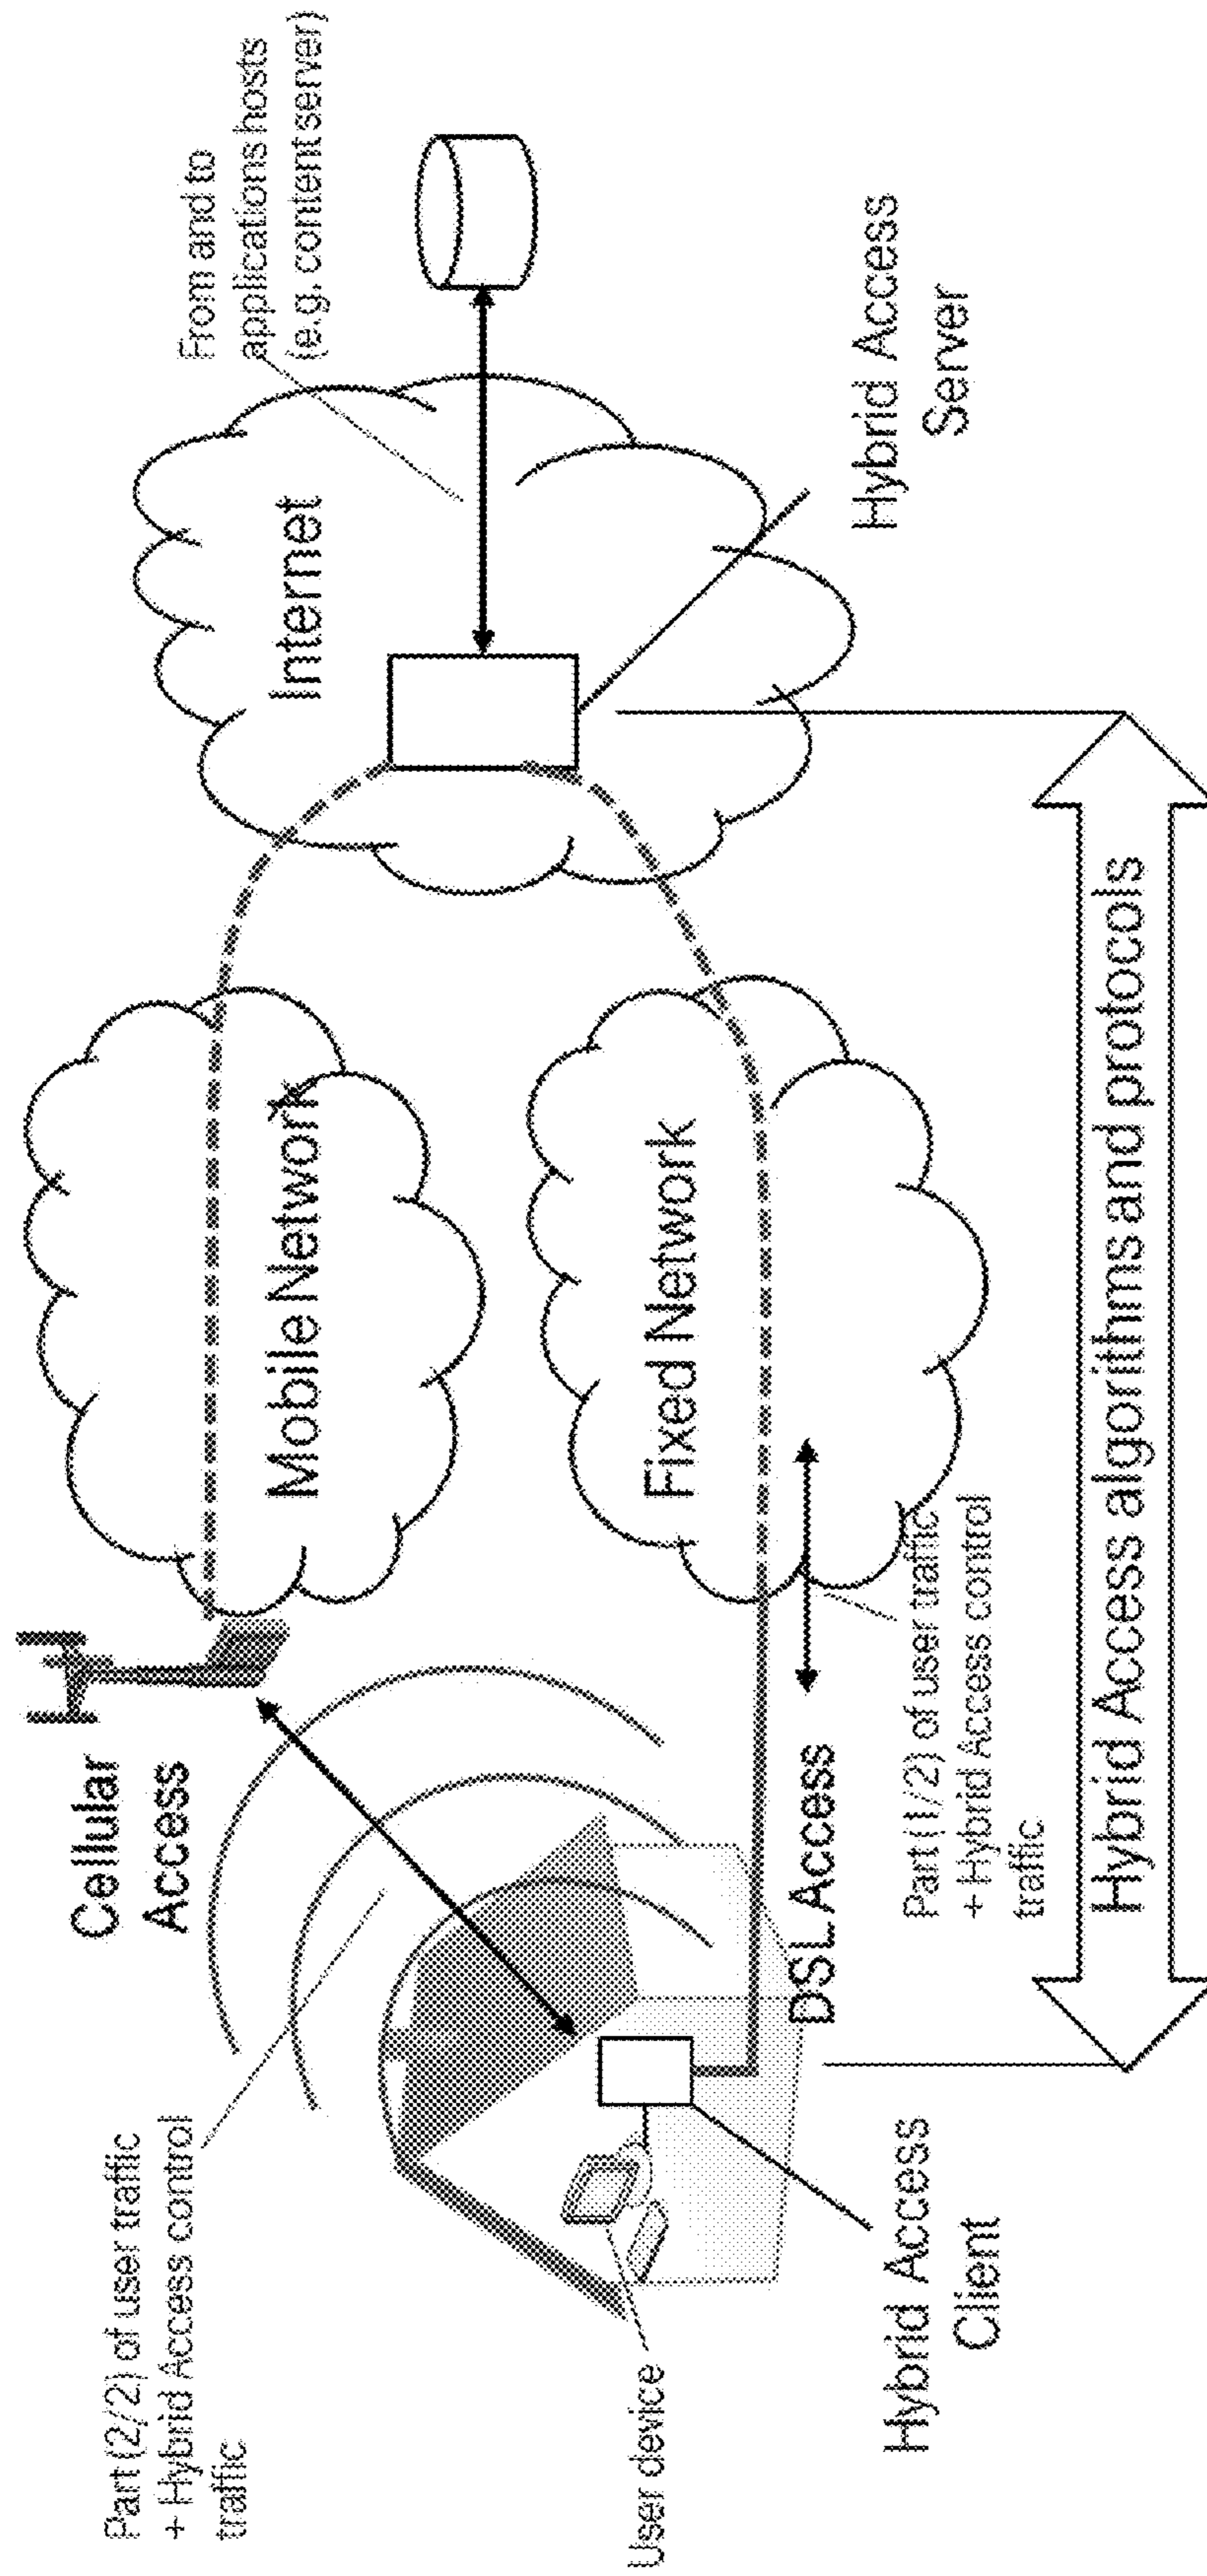 Part (2/2) of user traffic
+ Hybrid Access control
traffic
Cellular
Access
Mobile Network
Internet
From and to
applications hosts
(e.g. content server)
User device
Fixed Network
Hybrid Access
Client
DSL Access
Part (1/2) of user traffic
+ Hybrid Access control
traffic
Hybrid Access
Server
Hybrid Access algorithms and protocols